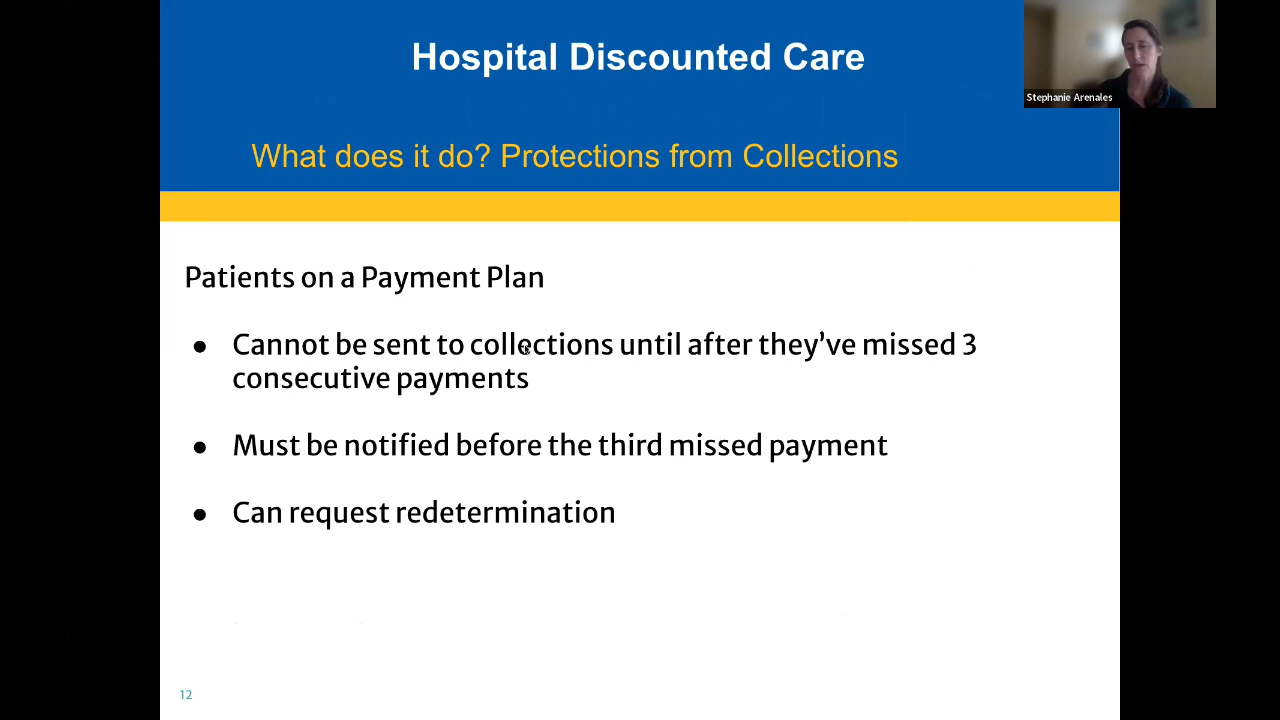 Hospital Discounted Care
Stephanie Arenales
What does it do? Protections from Collections
Patients on a Payment Plan
● Cannot be sent to collections until after they’ve missed 3
consecutive payments
● Must be notified before the third missed payment
● Can request redetermination
12